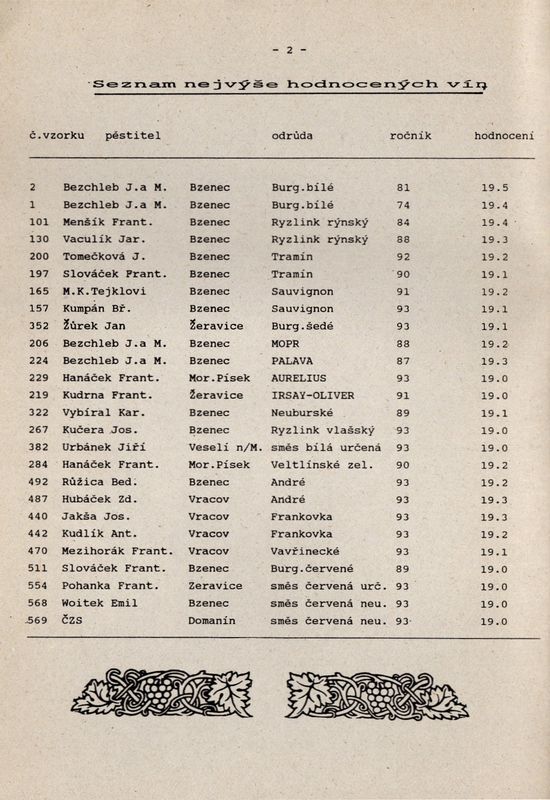 - 2 -
Seznam nejvýše hodnocených vín
č.vzorku pěstitel odrůda ročník hodnocení
2 Bezchleb J.a M. Bzenec Burg.bílé 81 19.5
1 Bezchleb J.a M. Bzenec Burg.bílé 74 19.4
101 Menšík Frant. Bzenec Ryzlink rýnský 84 19.4
130 Vaculík Jar. Bzenec Ryzlink rýnský 88 19.3
200 Tomečková J. Bzenec Tramín 92 19.2
197 Slováček Frant. Bzenec Tramín 90 19.1
165 M.K.Tejklovi Bzenec Sauvignon 91 19.2
157 Kumpán Bř. Bzenec Sauvignon 93 19.1
352 Žůrek Jan Žeravice Burg.šedé 93 19.1
206 Bezchleb J.a M. Bzenec MOPR 88 19.2
224 Bezchleb J.a M. Bzenec PALAVA 87 19.3
229 Hanáček Frant. Mor.Písek AURELIUS 93 19.0
219 Kudrna Frant. Žeravice IRSAY-OLIVER 91 19.0
322 Vybíral Kar. Bzenec Neuburské 89 19.1
267 Kučera Jos. Bzenec Ryzlink vlašský 93 19.0
382 Urbánek Jiří Veselí n/M. směs bílá určená 93 19.0
284 Hanáček Frant. Mor.Písek Veltlínské zel. 90 19.2
492 Růžica Bed. Bzenec André 93 19.2
487 Hubáček Zd. Vracov André 93 19.3
440 Jakša Jos. Vracov Frankovka 93 19.3
442 Kudlík Ant. Vracov Frankovka 93 19.2
470 Mezihorák Frant. Vracov Vavřinecké 93 19.1
511 Slováček Frant. Bzenec Burg.červené 89 19.0
554 Pohanka Frant. Žeravice směs červená urč. 93 19.0
568 Woitek Emil Bzenec směs červená neu. 93 19.0
569 ČZS Domanín směs červená neu. 93 19.0